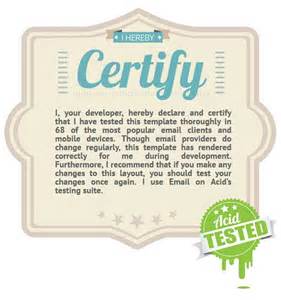 I HEREBY
Certify
I, your developer, hereby declare and certify
that I have tested this template thoroughly in
68 of the most popular email clients and
mobile devices. Though email providers do
change regularly, this template has rendered
correctly for me during development.
Furthermore, I recommend that if you make any
changes to this layout, you should test your
changes once again. I use Email on Acid's
testing suite.
Acid
TESTED